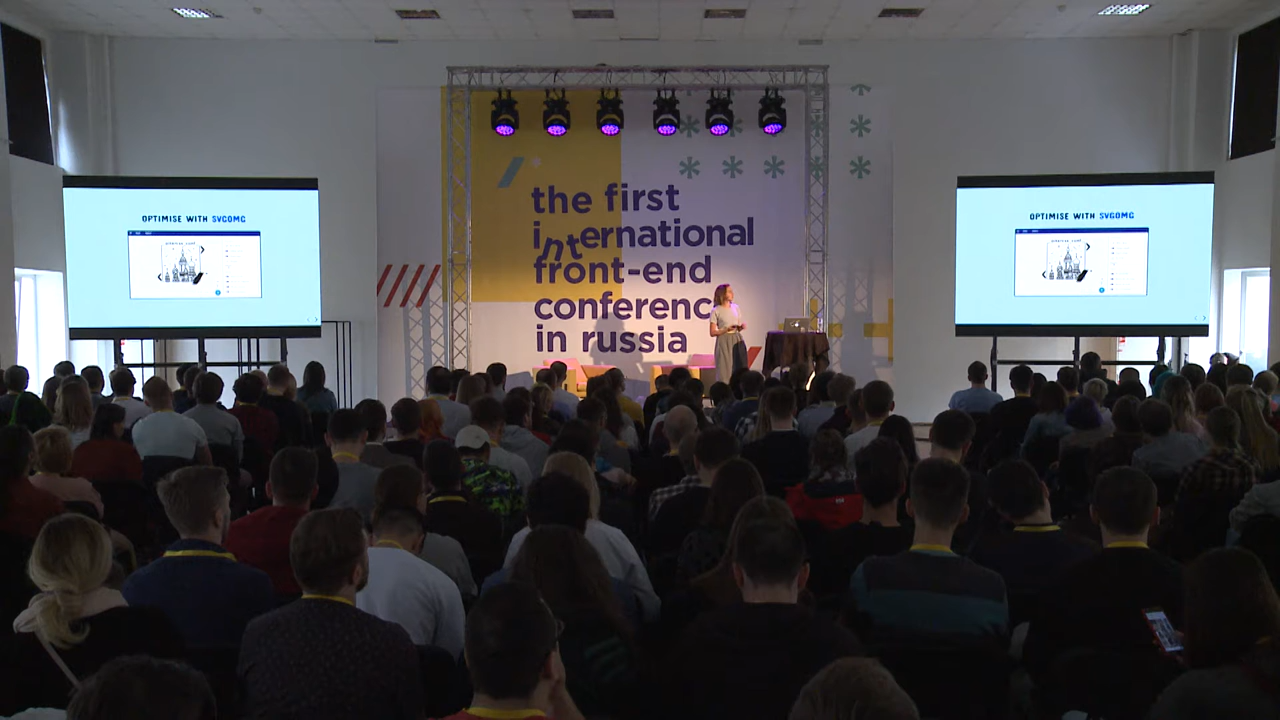 OPTIMISE WITH SVGOMG
the first
international
front-end
conferenc
in russia
OPTIMISE WITH SVGOMG